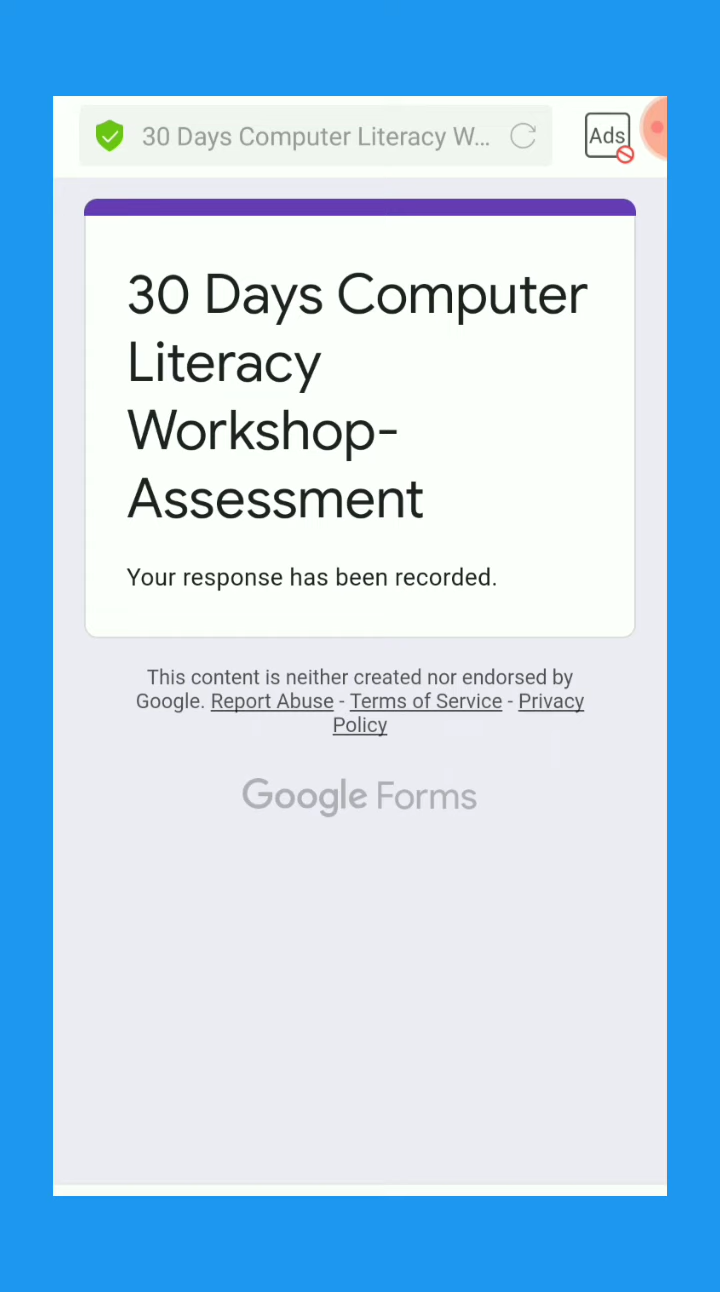 30 Days Computer Literacy W...
Ads
30 Days Computer
Literacy
Workshop-
Assessment
Your response has been recorded.
This content is neither created nor endorsed by
Google. Report Abuse - Terms of Service - Privacy
Policy
Google Forms